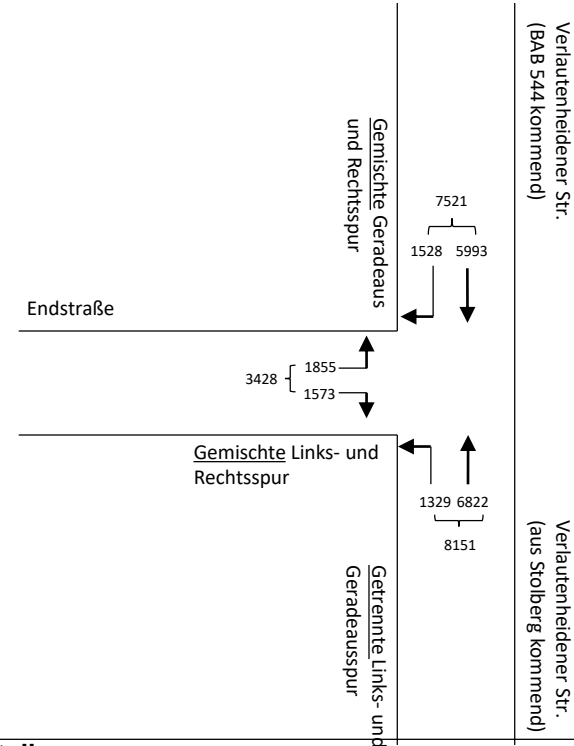 Verlautenheidener Str.
(BAB 544 kommend)
Gemischte Geradeaus
und Rechtsspur
7521
1528 5993
Endstraße
1855
3428
1573
Gemischte Links- und
Rechtsspur
1329 6822
8151
Getrennte Links- und
Geradeausspur
Verlautenheidener Str.
(aus Stolberg kommend)